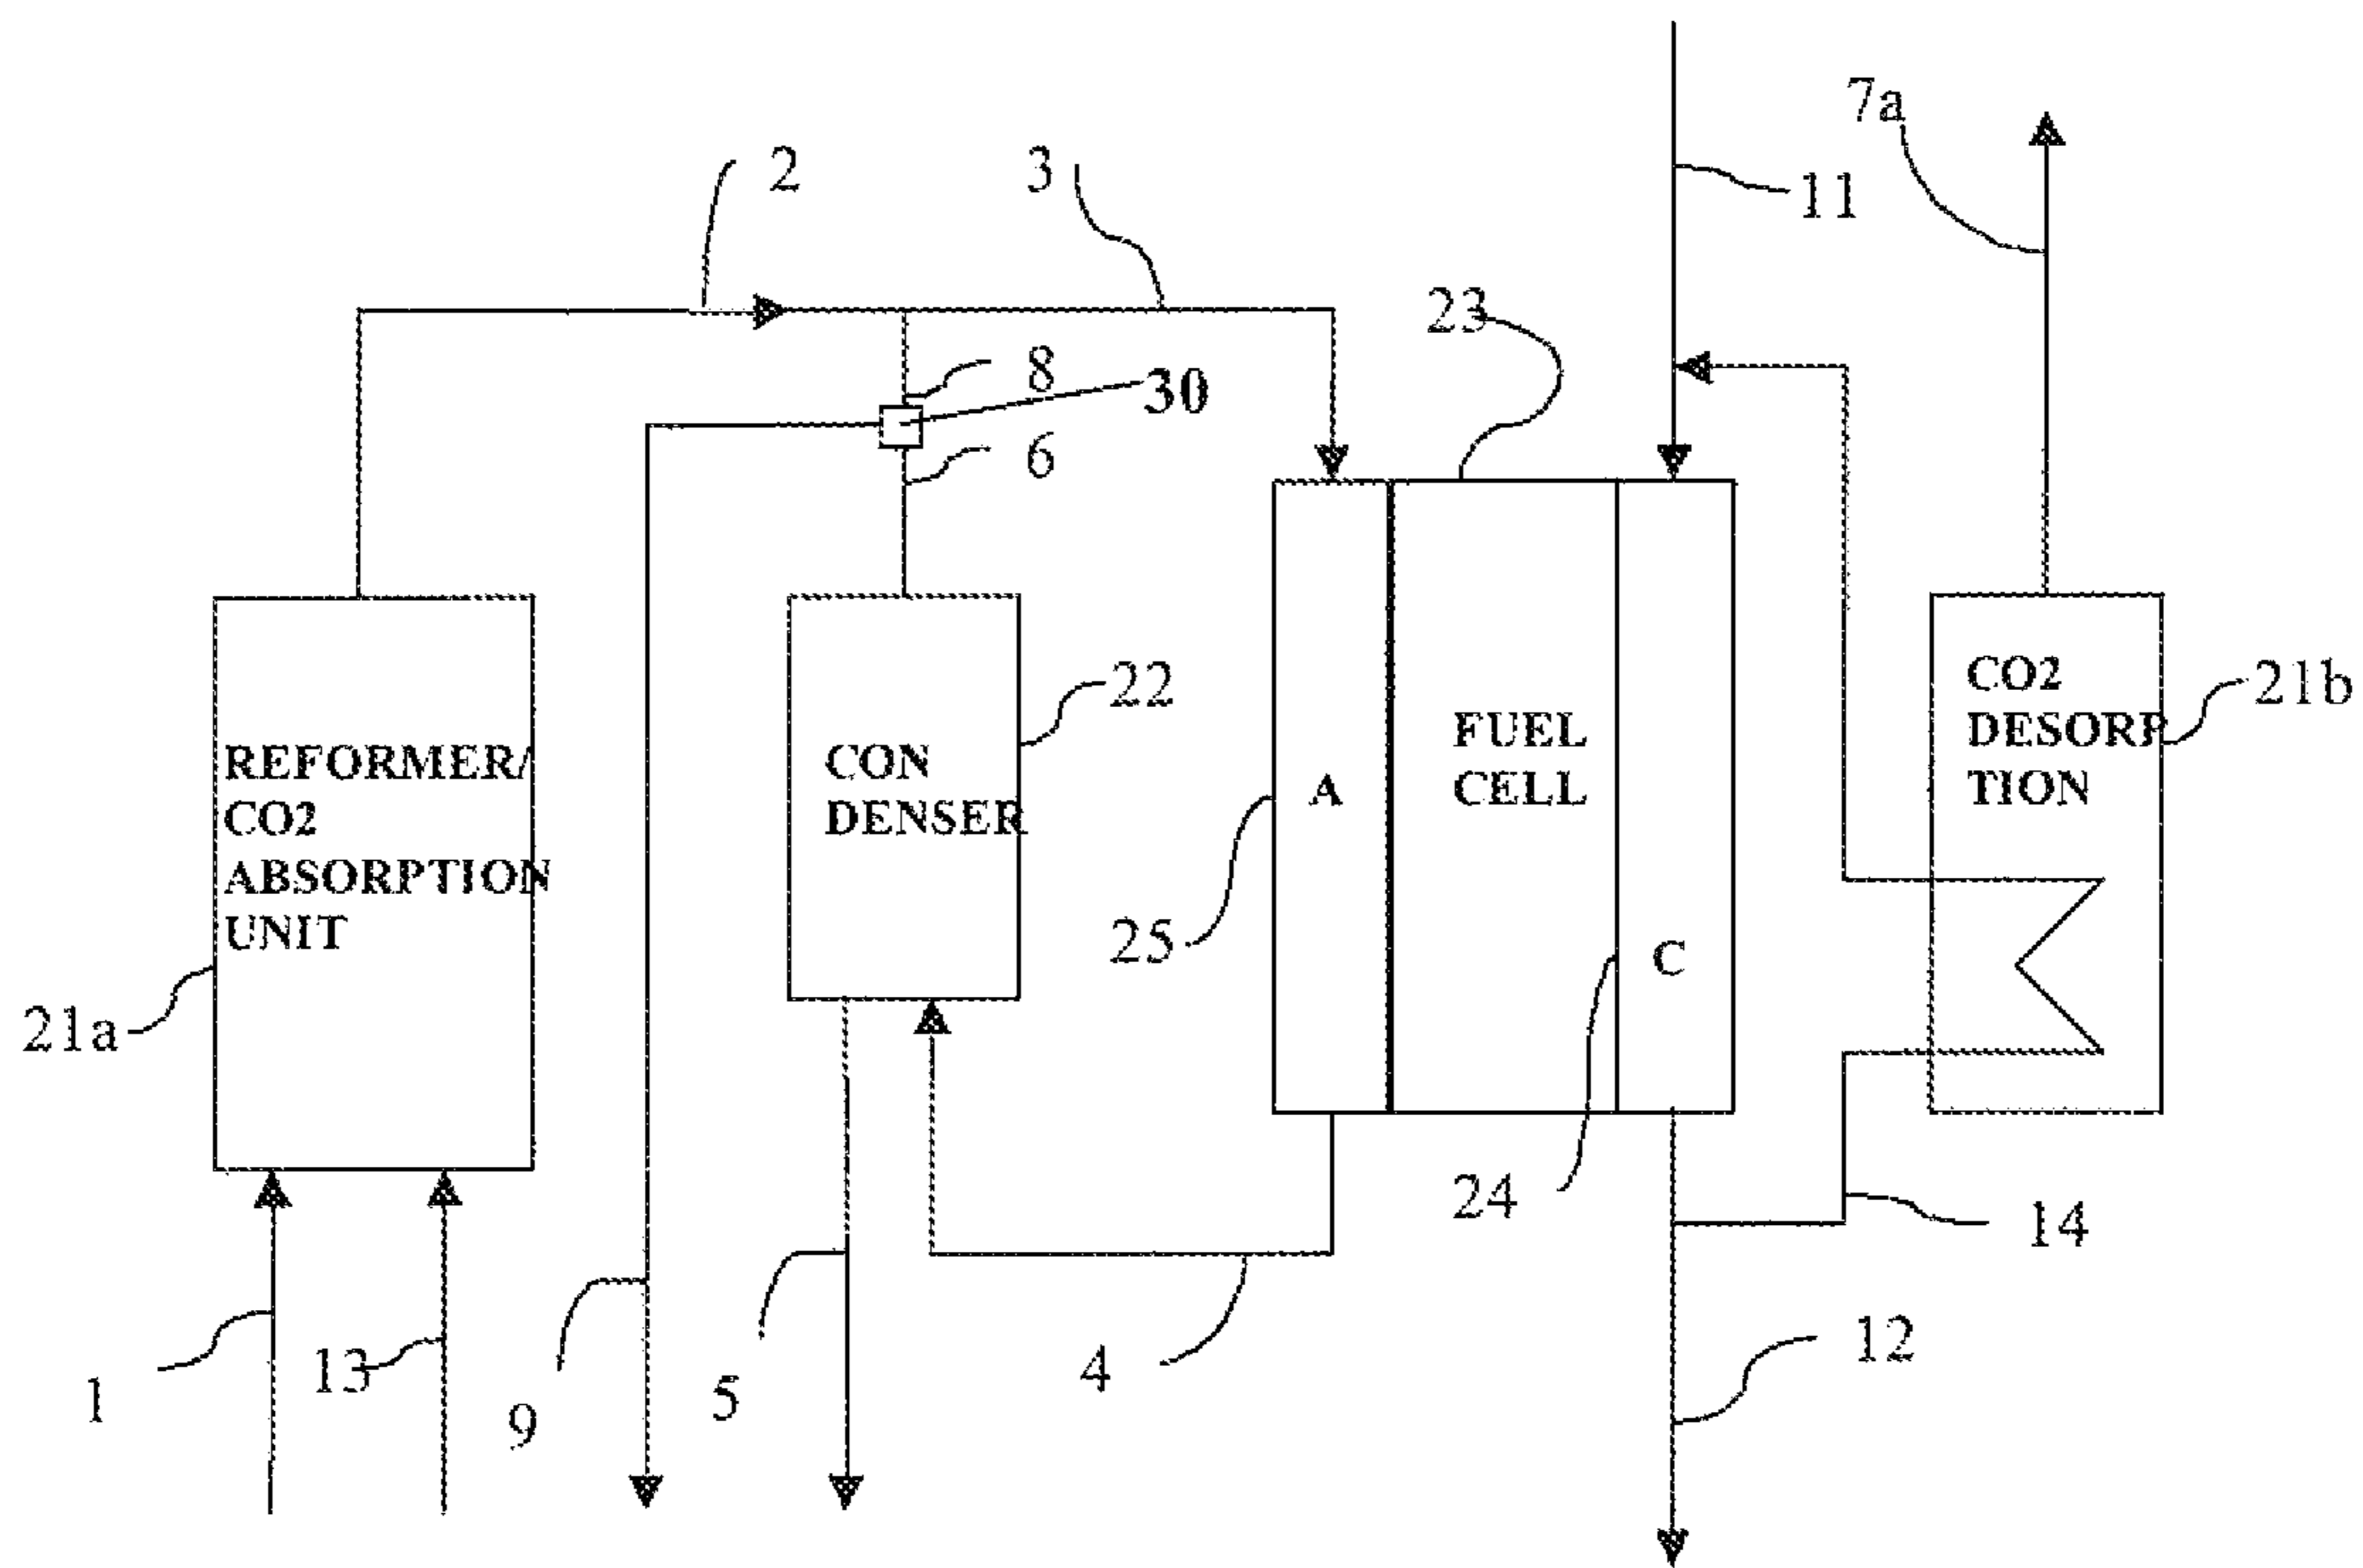 7a
2
3
11
23
8
30
6
CO2
DESORP
TION
21b
22
FUEL
CELL
REFORMER/
CO2
ABSORPTION
UNIT
CON
DENSER
A
25
C
21a
24
14
1
13
9
5
4
12